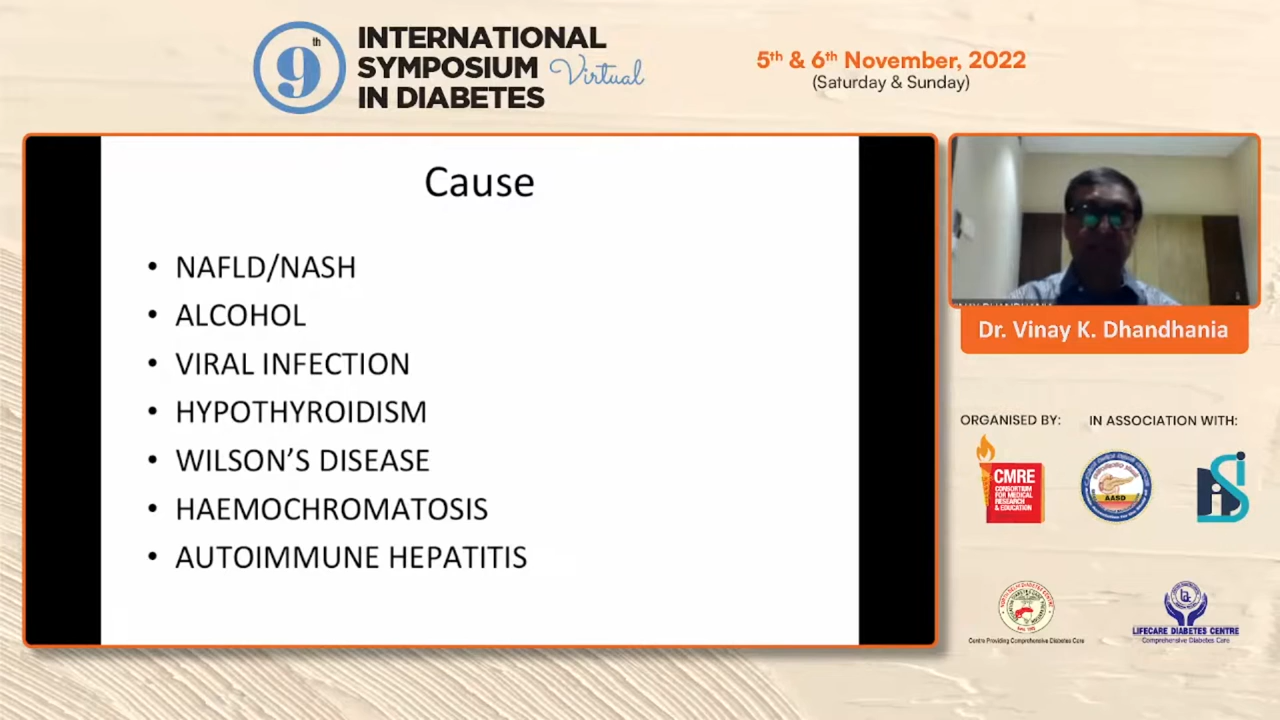 9th
INTERNATIONAL
SYMPOSIUM Virtual
IN DIABETES
5th & 6th November, 2022
(Saturday & Sunday)
Cause
• NAFLD/NASH
• ALCOHOL
• VIRAL INFECTION
• HYPOTHYROIDISM
• WILSON’S DISEASE
• HAEMOCHROMATOSIS
• AUTOIMMUNE HEPATITIS
Dr. Vinay K. Dhandhania
ORGANISED BY:
IN ASSOCIATION WITH:
CMRE
CONSORTIUM
FOR MEDICAL
RESEARCH
& EDUCATION
AASD
Centre Providing Comprehensive Diabetes Care
LIFECARE DIABETES CENTRE
Comprehensive Diabetes Care